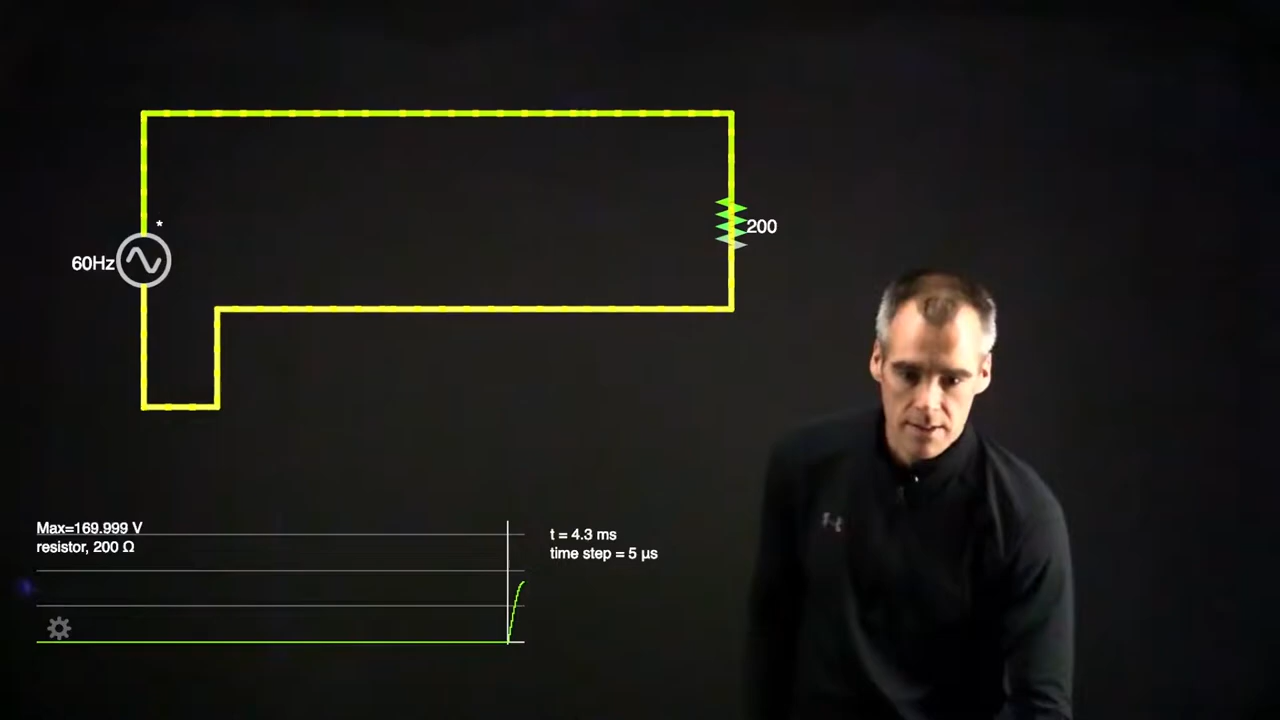 *
60Hz
200
Max=169.999 V
resistor, 200 Ω
t = 4.3 ms
time step = 5 µs